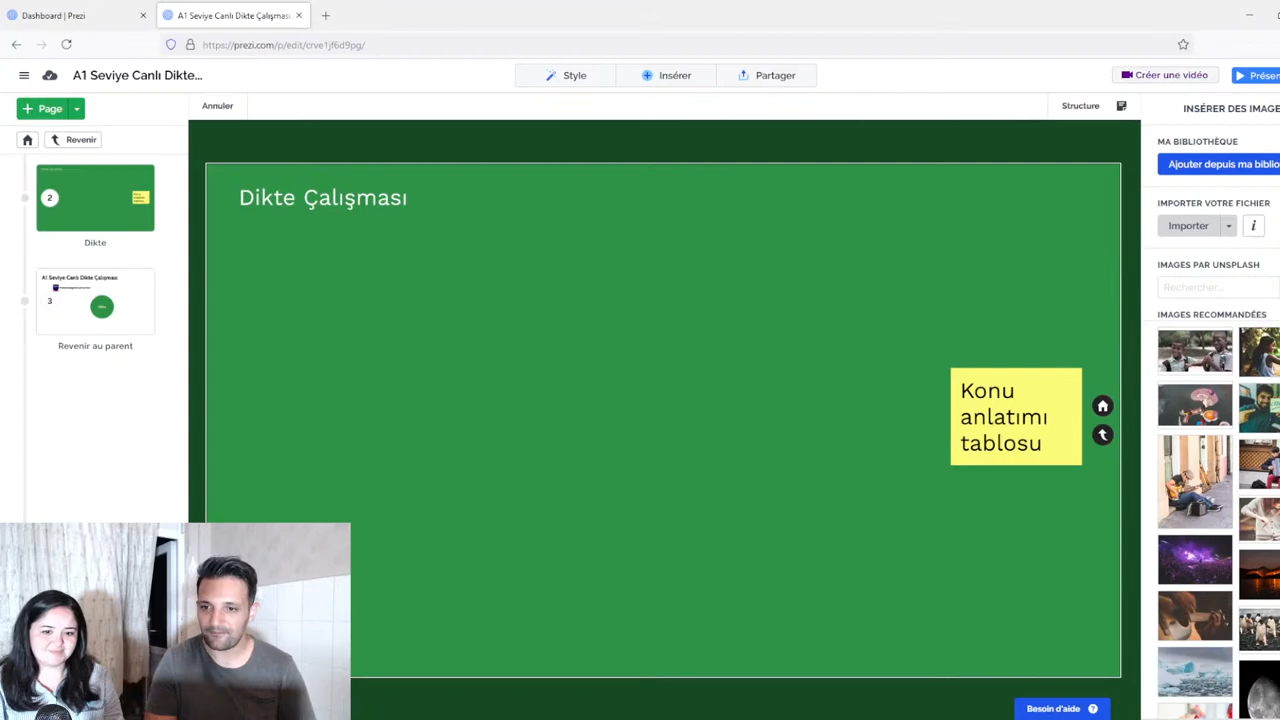 Dashboard | Prezi
A1 Seviye Canlı Dikte Çalışması
https://prezi.com/p/edit/crve1jf6d9pg/
A1 Seviye Canlı Dikte...
Style
Insérer
Partager
Créer une vidéo
Présen
+ Page
Annuler
Structure
INSÉRER DES IMAGE
Revenir
MA BIBLIOTHÈQUE
Ajouter depuis ma biblio
2
Dikte
Dikte Çalışması
IMPORTER VOTRE FICHIER
Importer
i
IMAGES PAR UNSPLASH
Rechercher...
IMAGES RECOMMANDÉES
A1 Seviye Canlı Dikte Çalışması
3
Revenir au parent
Konu
anlatımı
tablosu
Besoin d'aide ?